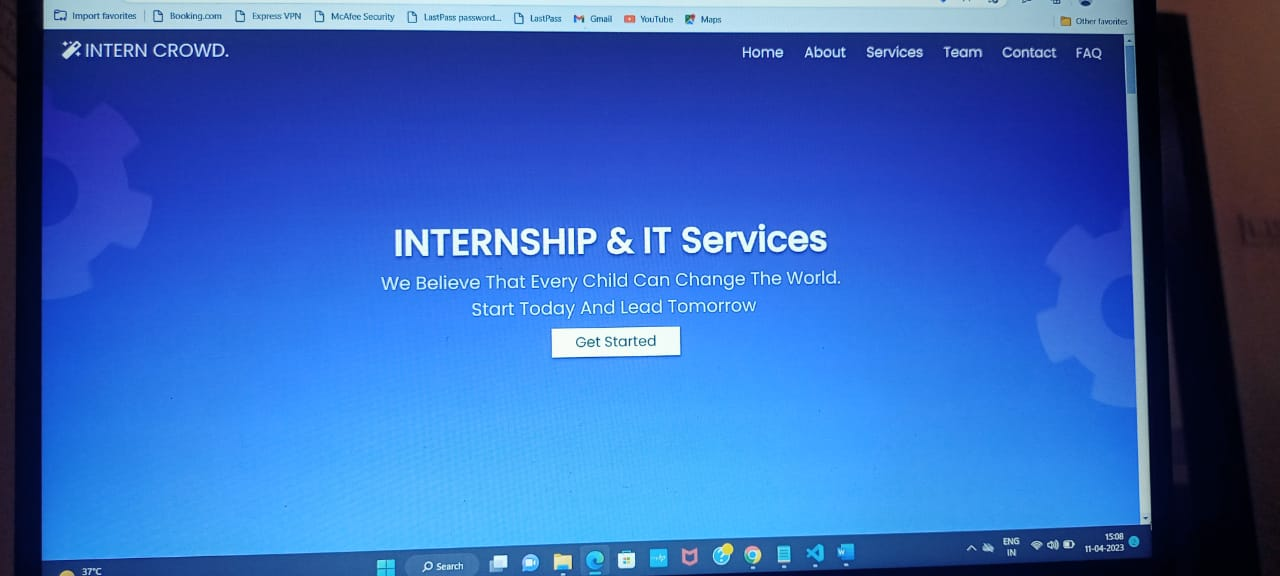 Import favorites Booking.com Express VPN McAfee Security LastPass password... LastPass Gmail YouTube Maps
Other favorites
INTERN CROWD.
Home About Services Team Contact FAQ
INTERNSHIP & IT Services
We Believe That Every Child Can Change The World.
Start Today And Lead Tomorrow
Get Started
37°C
Search
ENG
IN
15:08
11-04-2023